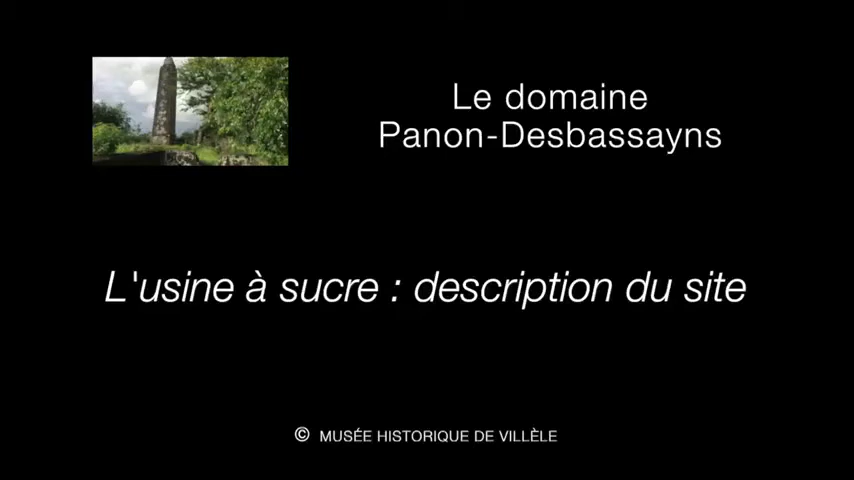 Le domaine
Panon-Desbassayns
L'usine à sucre : description du site
© MUSÉE HISTORIQUE DE VILLÈLE